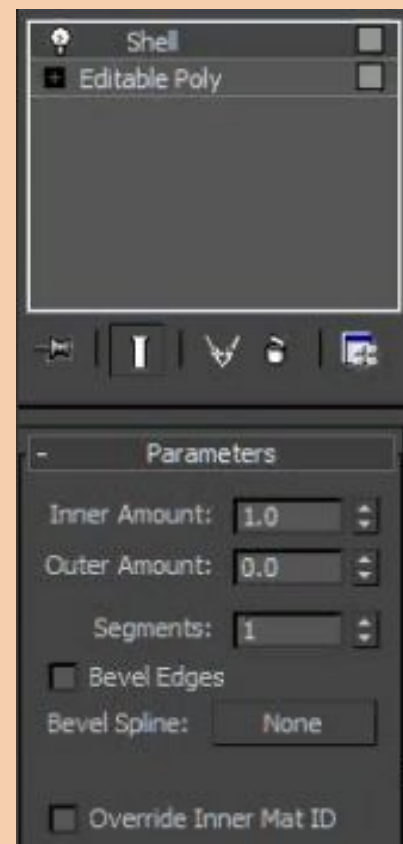 Shell
Editable Poly
- Parameters
Inner Amount: 1.0
Outer Amount: 0.0
Segments: 1
Bevel Edges
Bevel Spline: None
Override Inner Mat ID